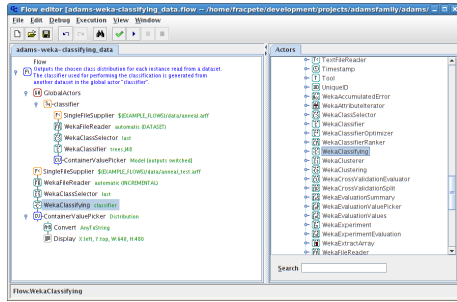 Flow editor [adams-weka-classifying_data.flow -- /home/fracpete/development/projects/adamsfamily/adams/
File Edit Debug Execution View Window
adams-weka-classifying_data
Flow
Outputs the chosen class distribution for each instance read from a dataset.
The classifier used for performing the classification is generated from
another dataset in the global actor "classifier".
GlobalActors
classifier
SingleFileSupplier ${EXAMPLE_FLOWS}/data/anneal.arff
WekaFileReader automatic (DATASET)
WekaClassSelector last
WekaClassifier trees.J48
ContainerValuePicker Model (outputs switched)
SingleFileSupplier ${EXAMPLE_FLOWS}/data/anneal_test.arff
WekaFileReader automatic (INCREMENTAL)
WekaClassSelector last
WekaClassifying classifier
ContainerValuePicker Distribution
Convert AnyToString
Display X:left, Y:top, W:640, H:480
Actors
TextFileReader
Timestamp
Tool
UniqueID
WekaAccumulatedError
WekaAttributeIterator
WekaClassSelector
WekaClassifier
WekaClassifierOptimizer
WekaClassifierRanker
WekaClassifying
WekaClusterer
WekaClustering
WekaCrossValidationEvaluator
WekaCrossValidationSplit
WekaEvaluationSummary
WekaEvaluationValuePicker
WekaEvaluationValues
WekaExperiment
WekaExperimentEvaluation
WekaExtractArray
WekaFileReader
Search
Flow.WekaClassifying